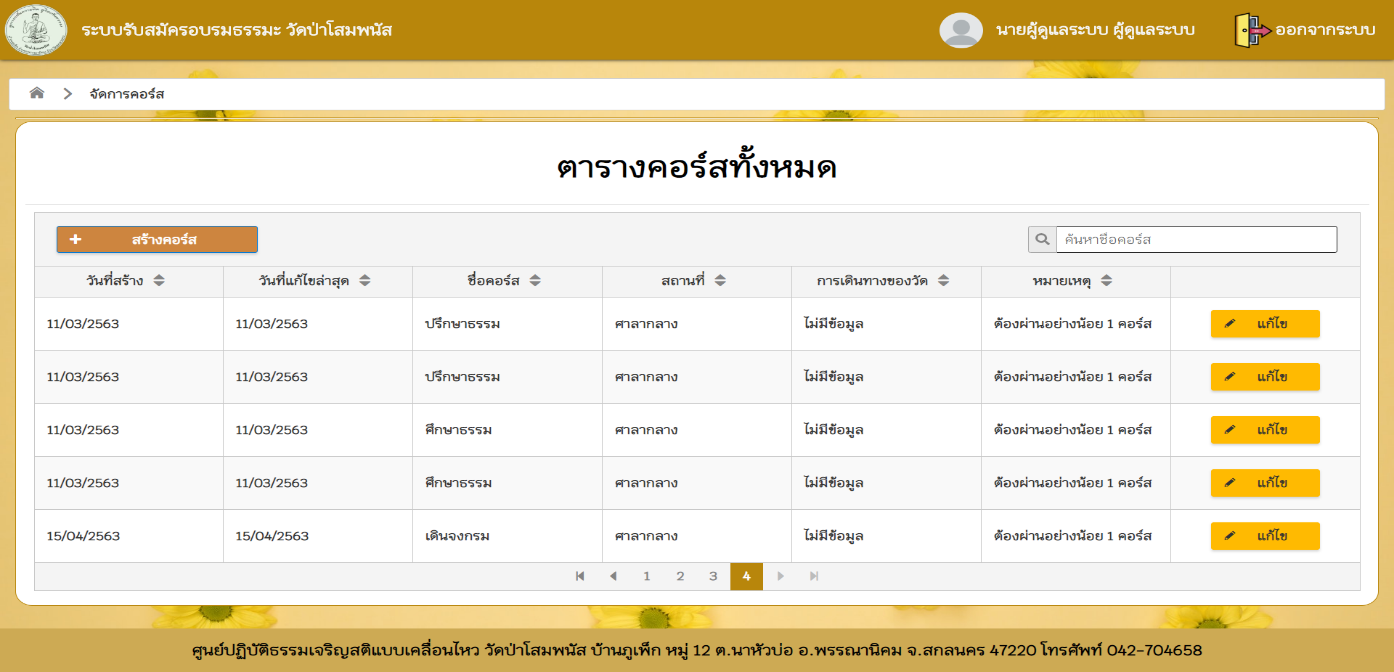 ระบบรับสมัครอบรมธรรมะ วัดป่าโสมพนัส
นายผู้ดูแลระบบ ผู้ดูแลระบบ
ออกจากระบบ
จัดการคอร์ส
ตารางคอร์สทั้งหมด
สร้างคอร์ส
ค้นหาชื่อคอร์ส
วันที่สร้าง วันที่แก้ไขล่าสุด ชื่อคอร์ส สถานที่ การเดินทางของวัด หมายเหตุ
11/03/2563 11/03/2563 ปรึกษาธรรม ศาลากลาง ไม่มีข้อมูล ต้องผ่านอย่างน้อย 1 คอร์ส แก้ไข
11/03/2563 11/03/2563 ปรึกษาธรรม ศาลากลาง ไม่มีข้อมูล ต้องผ่านอย่างน้อย 1 คอร์ส แก้ไข
11/03/2563 11/03/2563 ศึกษาธรรม ศาลากลาง ไม่มีข้อมูล ต้องผ่านอย่างน้อย 1 คอร์ส แก้ไข
11/03/2563 11/03/2563 ศึกษาธรรม ศาลากลาง ไม่มีข้อมูล ต้องผ่านอย่างน้อย 1 คอร์ส แก้ไข
15/04/2563 15/04/2563 เดินจงกรม ศาลากลาง ไม่มีข้อมูล ต้องผ่านอย่างน้อย 1 คอร์ส แก้ไข
1 2 3 4
ศูนย์ปฏิบัติธรรมเจริญสติแบบเคลื่อนไหว วัดป่าโสมพนัส บ้านภูเพ็ก หมู่ 12 ต.นาหัวบ่อ อ.พรรณานิคม จ.สกลนคร 47220 โทรศัพท์ 042-704658